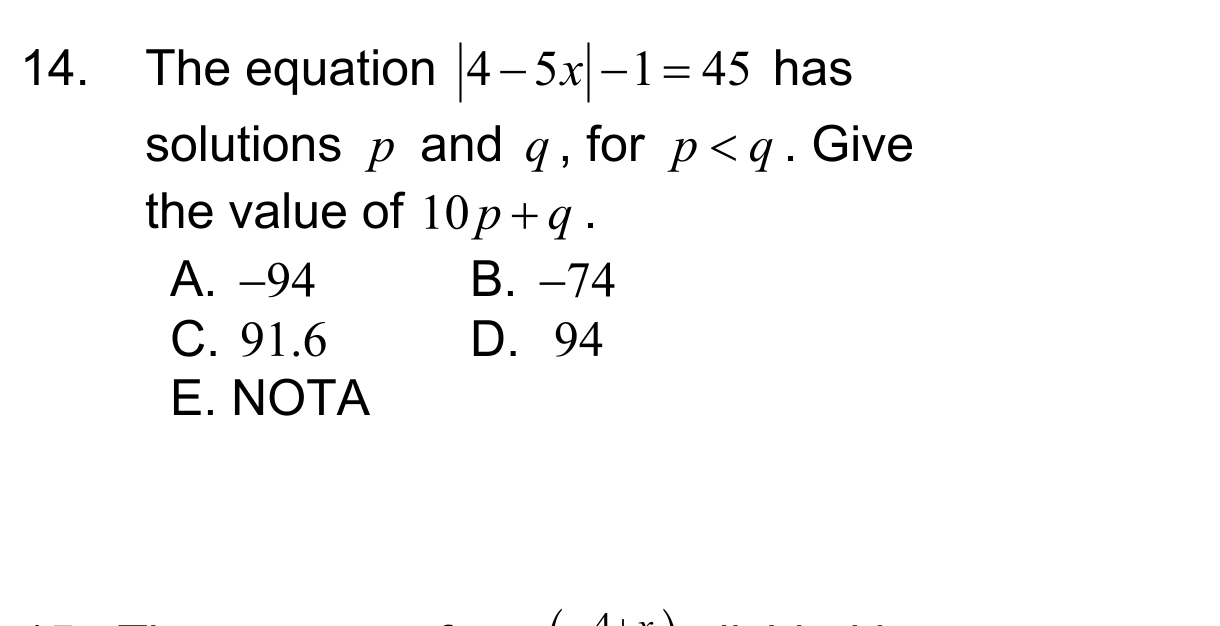 14. The equation |4 – 5x| – 1 = 45 has
solutions p and q, for p < q. Give
the value of 10p + q.
A. –94 B. –74
C. 91.6 D. 94
E. NOTA